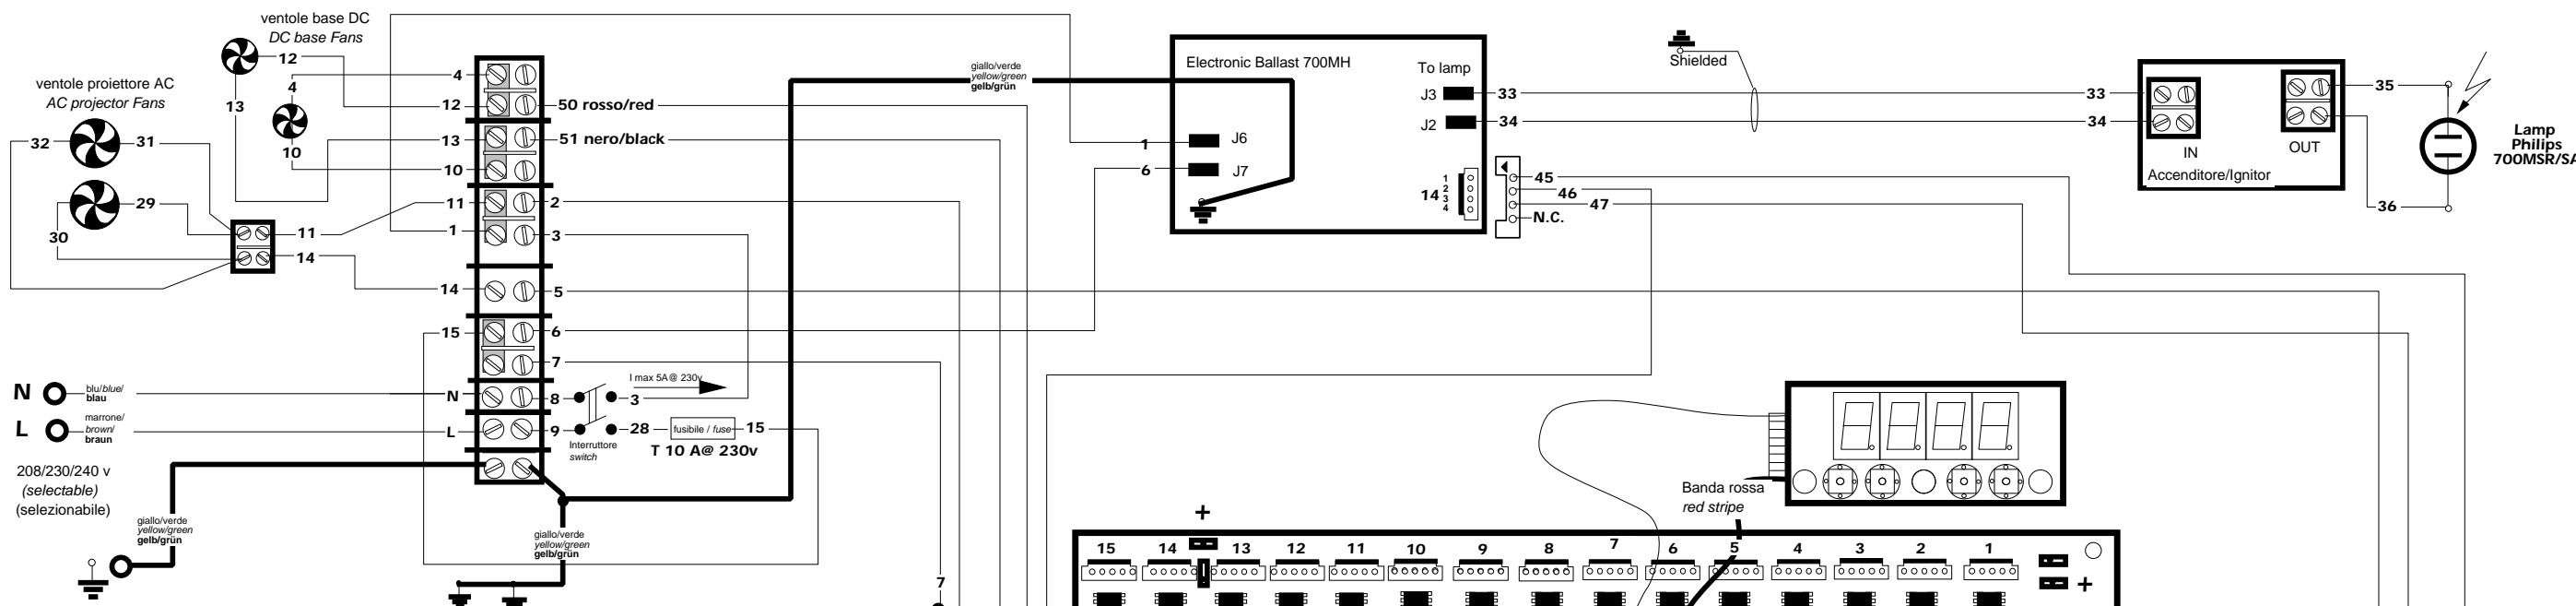 ventole base DC
DC base Fans
12
4
13
10
ventole proiettore AC
AC projector Fans
32
31
29
30
11
14
4
12
13
10
11
1
14
15
N
L
50 rosso/red
51 nero/black
2
3
5
6
7
8
9
N
blu/blue/
blau
L
marrone/
brown/
braun
208/230/240 v
(selectable)
(selezionabile)
giallo/verde
yellow/green
gelb/grün
I max 5A@ 230v
3
28
fusibile / fuse
15
T 10 A@ 230v
Interruttore
switch
giallo/verde
yellow/green
gelb/grün
7
giallo/verde
yellow/green
gelb/grün
Electronic Ballast 700MH
To lamp
J3
33
J2
34
1
J6
6
J7
14
1
2
3
4
45
46
47
N.C.
Shielded
33
34
IN
OUT
Accenditore/Ignitor
35
36
Lamp
Philips
700MSR/SA
Banda rossa
red stripe
+
15
14
13
12
11
10
9
8
7
6
5
4
3
2
1
+